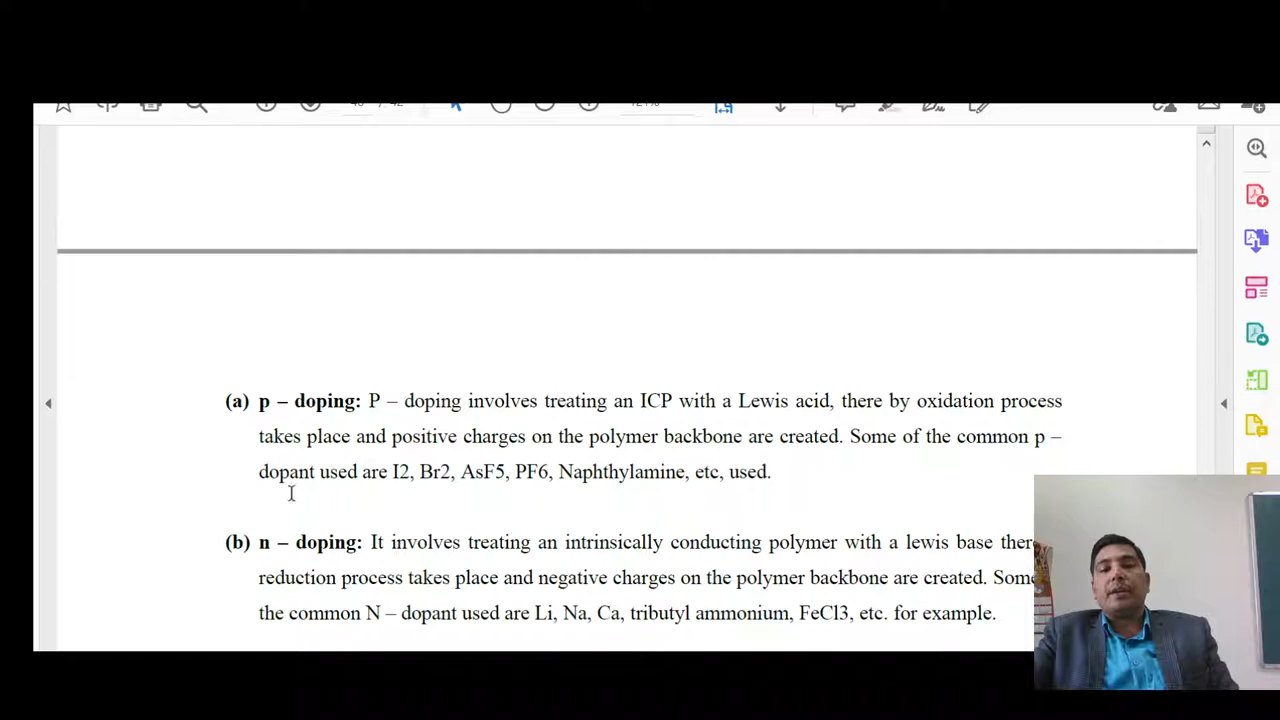 (a) p – doping: P – doping involves treating an ICP with a Lewis acid, there by oxidation process
takes place and positive charges on the polymer backbone are created. Some of the common p –
dopant used are I2, Br2, AsF5, PF6, Naphthylamine, etc, used.
(b) n – doping: It involves treating an intrinsically conducting polymer with a lewis base there
reduction process takes place and negative charges on the polymer backbone are created. Some
the common N – dopant used are Li, Na, Ca, tributyl ammonium, FeCl3, etc. for example.